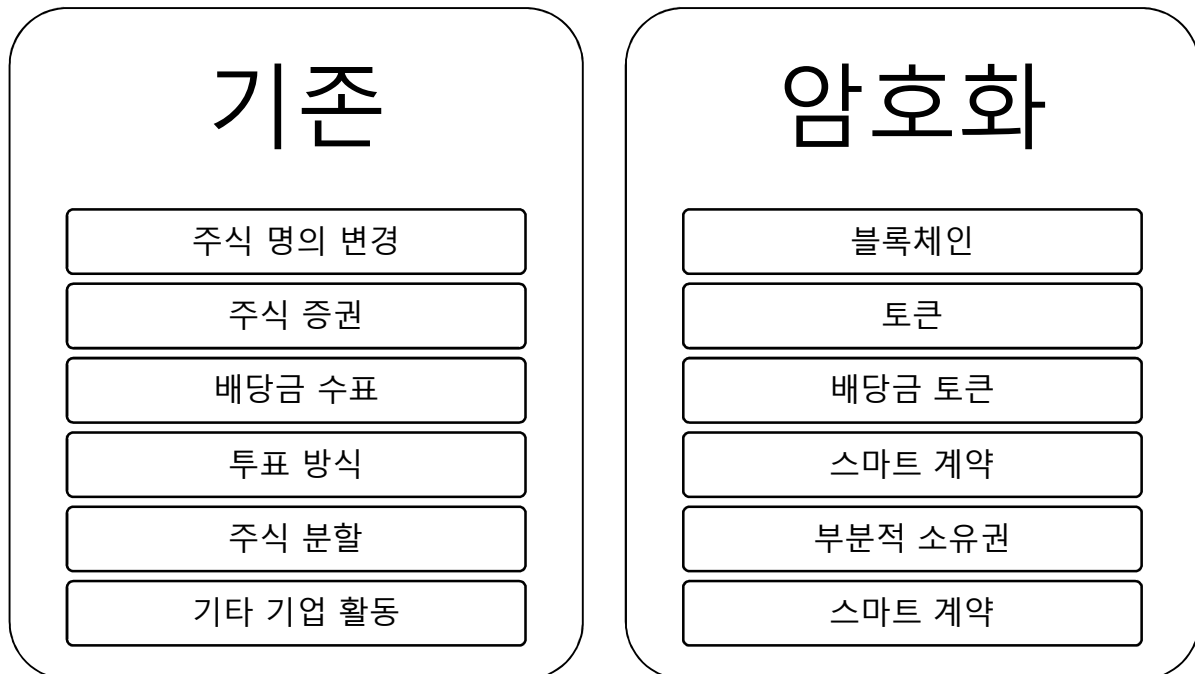 기존
주식 명의 변경
주식 증권
배당금 수표
투표 방식
주식 분할
기타 기업 활동
암호화
블록체인
토큰
배당금 토큰
스마트 계약
부분적 소유권
스마트 계약